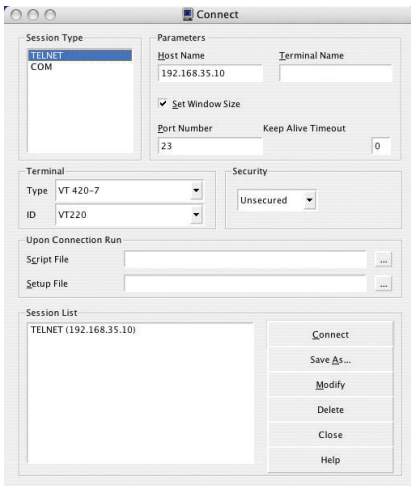 Connect
Session Type
TELNET
COM
Parameters
Host Name
Terminal Name
192.168.35.10
Set Window Size
Port Number
Keep Alive Timeout
23
0
Terminal
Type
VT 420-7
ID
VT220
Security
Unsecured
Upon Connection Run
Script File
...
Setup File
...
Session List
TELNET (192.168.35.10)
Connect
Save As...
Modify
Delete
Close
Help